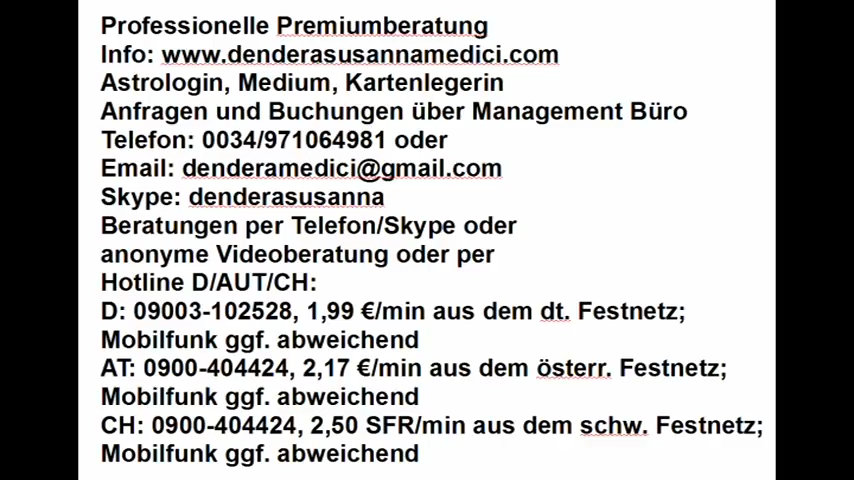 Professionelle Premiumberatung
Info: www.denderasusannamedici.com
Astrologin, Medium, Kartenlegerin
Anfragen und Buchungen über Management Büro
Telefon: 0034/971064981 oder
Email: denderamedici@gmail.com
Skype: denderasusanna
Beratungen per Telefon/Skype oder
anonyme Videoberatung oder per
Hotline D/AUT/CH:
D: 09003-102528, 1,99 €/min aus dem dt. Festnetz;
Mobilfunk ggf. abweichend
AT: 0900-404424, 2,17 €/min aus dem österr. Festnetz;
Mobilfunk ggf. abweichend
CH: 0900-404424, 2,50 SFR/min aus dem schw. Festnetz;
Mobilfunk ggf. abweichend